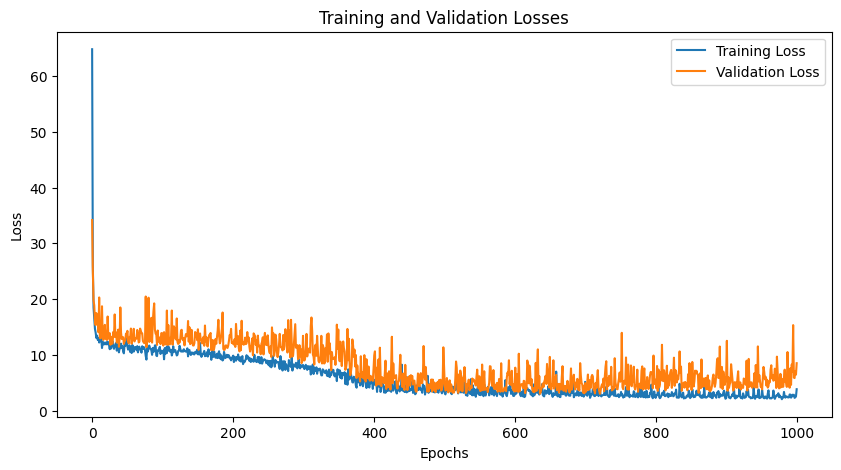 Training and Validation Losses
Training Loss
Validation Loss
60
50
40
30
20
10
0
Loss
0 200 400 600 800 1000
Epochs